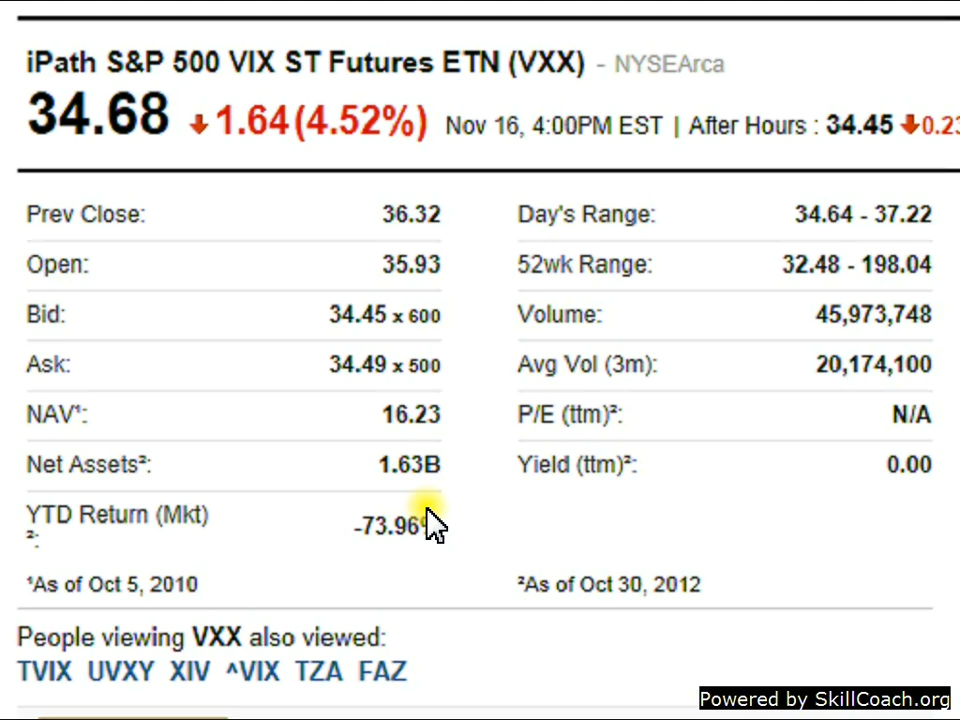 iPath S&P 500 VIX ST Futures ETN (VXX) - NYSEArca
34.68 1.64(4.52%) Nov 16, 4:00PM EST | After Hours : 34.45 0.23
Prev Close: 36.32 Day's Range: 34.64 - 37.22
Open: 35.93 52wk Range: 32.48 - 198.04
Bid: 34.45 x 600 Volume: 45,973,748
Ask: 34.49 x 500 Avg Vol (3m): 20,174,100
NAV¹: 16.23 P/E (ttm)²: N/A
Net Assets²: 1.63B Yield (ttm)²: 0.00
YTD Return (Mkt) -73.96%
²:
¹As of Oct 5, 2010 ²As of Oct 30, 2012
People viewing VXX also viewed:
TVIX UVXY XIV ^VIX TZA FAZ
Powered by SkillCoach.org